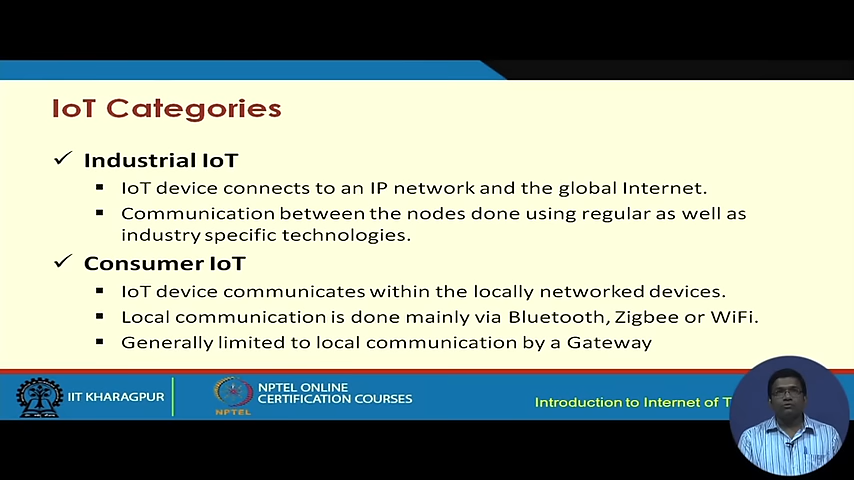 IoT Categories
✓ Industrial IoT
▪ IoT device connects to an IP network and the global Internet.
▪ Communication between the nodes done using regular as well as
industry specific technologies.
✓ Consumer IoT
▪ IoT device communicates within the locally networked devices.
▪ Local communication is done mainly via Bluetooth, Zigbee or WiFi.
▪ Generally limited to local communication by a Gateway
IIT KHARAGPUR
NPTEL
NPTEL ONLINE
CERTIFICATION COURSES
Introduction to Internet of T